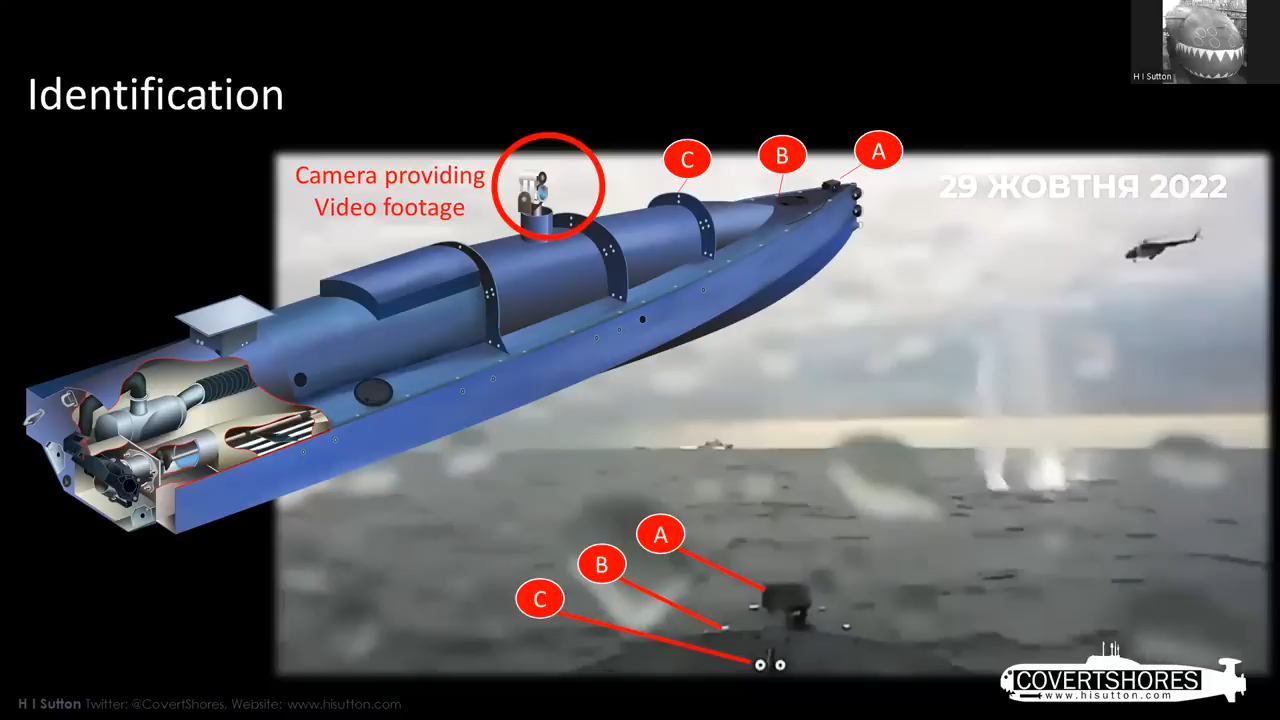 H I Sutton
Identification
Camera providing
Video footage
C
B
A
29 ЖОВТНЯ 2022
A
B
C
COVERTSHORES
www.hisutton.com
H I Sutton Twitter: @CovertShores, Website: www.hisutton.com